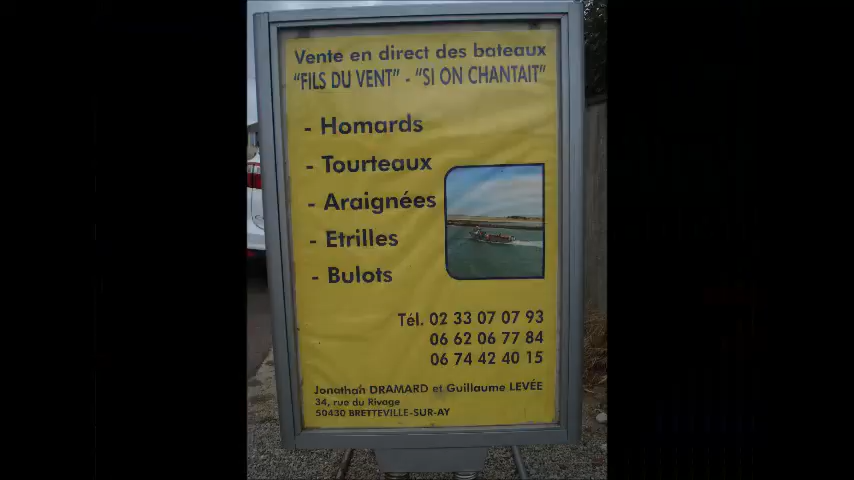 Vente en direct des bateaux
"FILS DU VENT" - "SI ON CHANTAIT"
- Homards
- Tourteaux
- Araignées
- Etrilles
- Bulots
Tél. 02 33 07 07 93
06 62 06 77 84
06 74 42 40 15
Jonathan DRAMARD et Guillaume LEVÉE
34, rue du Rivage
50430 BRETTEVILLE-SUR-AY